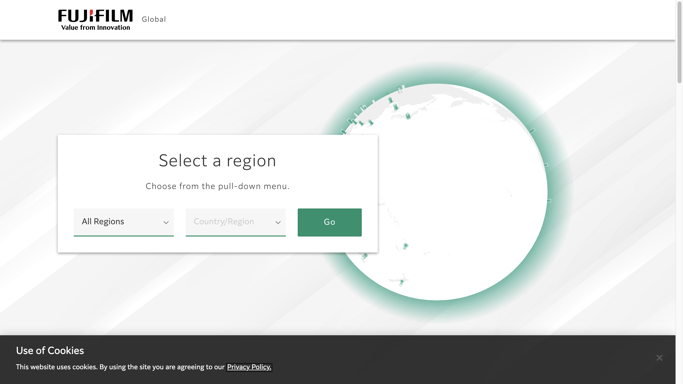 FUJIFILM
Value from Innovation
Global
Select a region
Choose from the pull-down menu.
All Regions
Country/Region
Go
Use of Cookies
This website uses cookies. By using the site you are agreeing to our Privacy Policy.